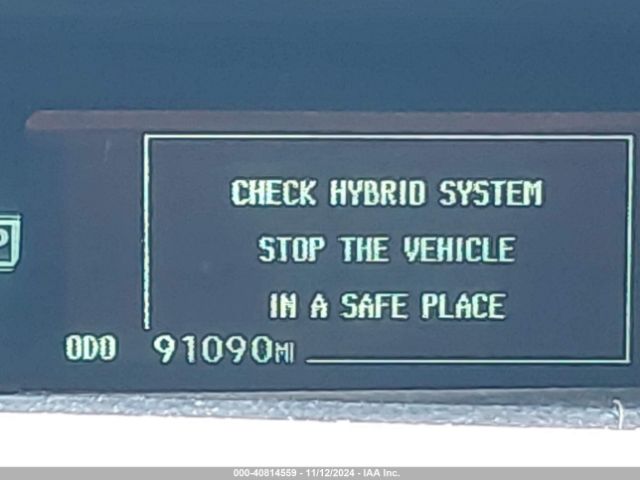 CHECK HYBRID SYSTEM
STOP THE VEHICLE
IN A SAFE PLACE
P
ODO 91090MI
000-40814559 - 11/12/2024 - IAA Inc.